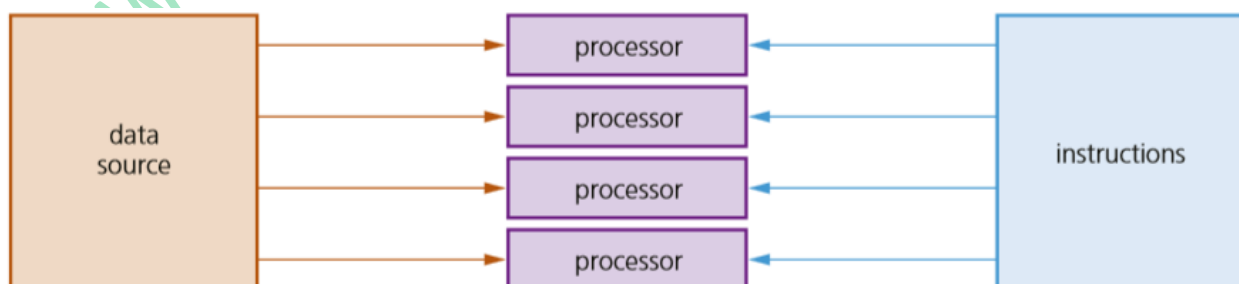 data
source
processor
processor
processor
processor
instructions